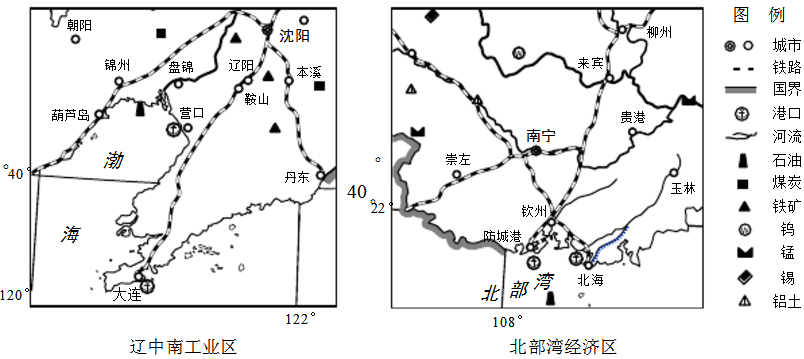 朝阳
沈阳
锦州
盘锦
辽阳
本溪
鞍山
葫芦岛
营口
渤
°40°
丹东
海
大连
120°
122°
辽中南工业区
柳州
来宾
贵港
南宁
崇左
°
40°
玉林
22°
钦州
防城港
北海
北部湾
108°
北部湾经济区
图 例
城市
铁路
国界
港口
河流
石油
煤炭
铁矿
钨
锰
锡
铝土